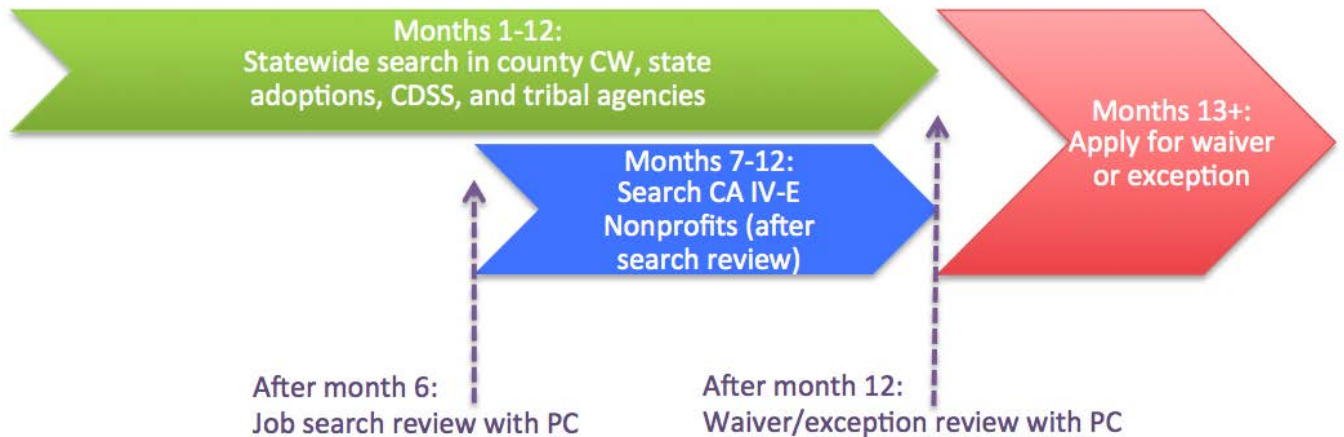 Months 1-12:
Statewide search in county CW, state
adoptions, CDSS, and tribal agencies
Months 13+:
Apply for waiver
or exception
Months 7-12:
Search CA IV-E
Nonprofits (after
search review)
After month 6:
Job search review with PC
After month 12:
Waiver/exception review with PC